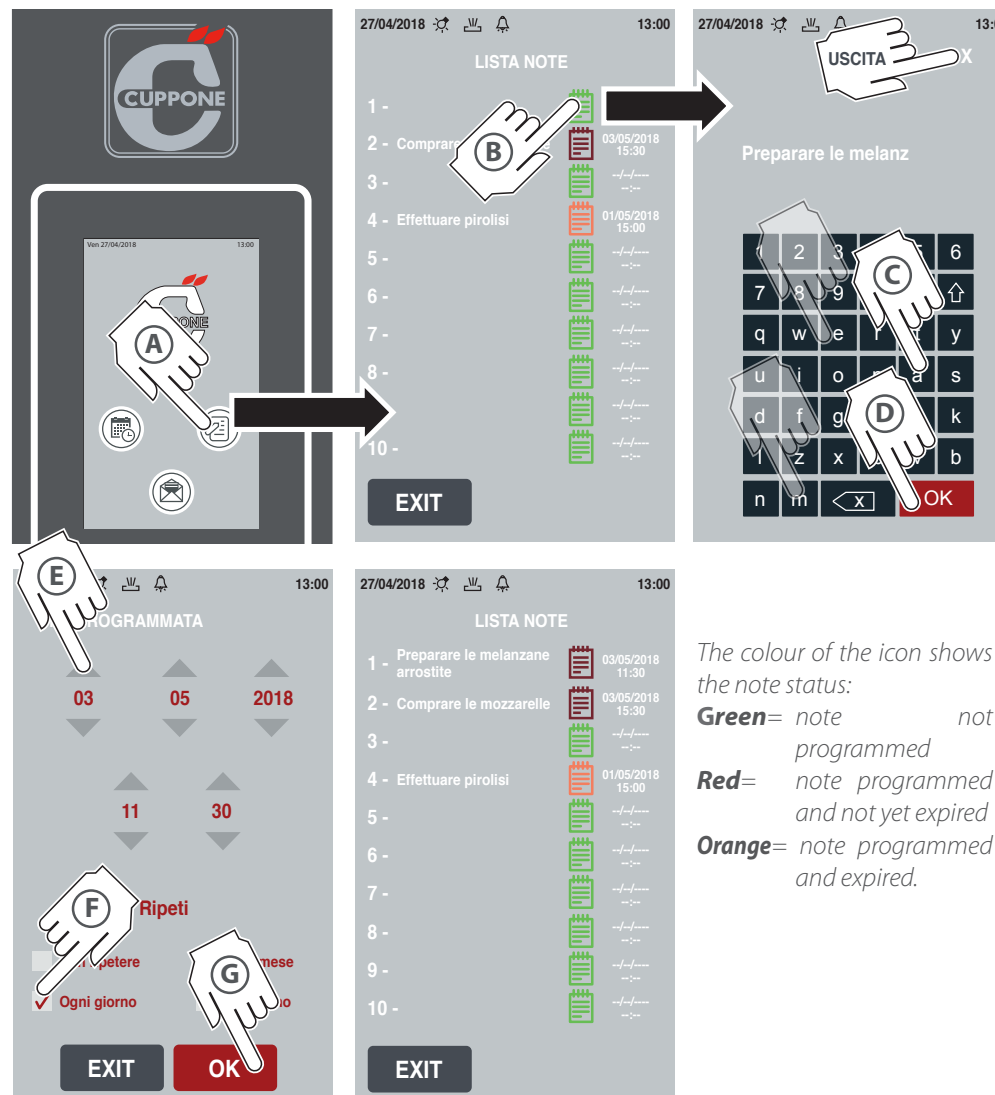 CUPPONE
Ven 27/04/2018 13:00
A
27/04/2018 13:00
LISTA NOTE
1 -
B
2 - Comprare 03/05/2018
15:30
3 - --/--/----
--:--
4 - Effettuare pirolisi 01/05/2018
15:00
5 - --/--/----
--:--
6 - --/--/----
--:--
7 - --/--/----
--:--
8 - --/--/----
--:--
--/--/----
--:--
10 - --/--/----
--:--
EXIT
27/04/2018
USCITA X
Preparare le melanz
C
D
1 2 3 6
7 8 9
q w e r t y
u i o p a s
d f g k
l z x v b
n m x OK
E
13:00
03 05 2018
11 30
F
Ripeti
G
Ogni giorno
EXIT OK
27/04/2018 13:00
LISTA NOTE
1 - Preparare le melanzane
arrostite 03/05/2018
11:30
2 - Comprare le mozzarelle 03/05/2018
15:30
3 - --/--/----
--:--
4 - Effettuare pirolisi 01/05/2018
15:00
5 - --/--/----
--:--
6 - --/--/----
--:--
7 - --/--/----
--:--
8 - --/--/----
--:--
9 - --/--/----
--:--
10 - --/--/----
--:--
EXIT
The colour of the icon shows
the note status:
Green= note not
programmed
Red= note programmed
and not yet expired
Orange= note programmed
and expired.